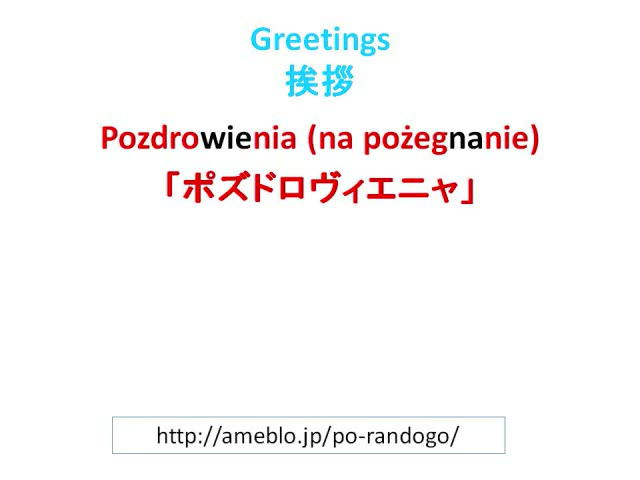 Greetings
挨拶
Pozdrowienia (na pożegnanie)
「ポズドロヴィエニャ」
http://ameblo.jp/po-randogo/